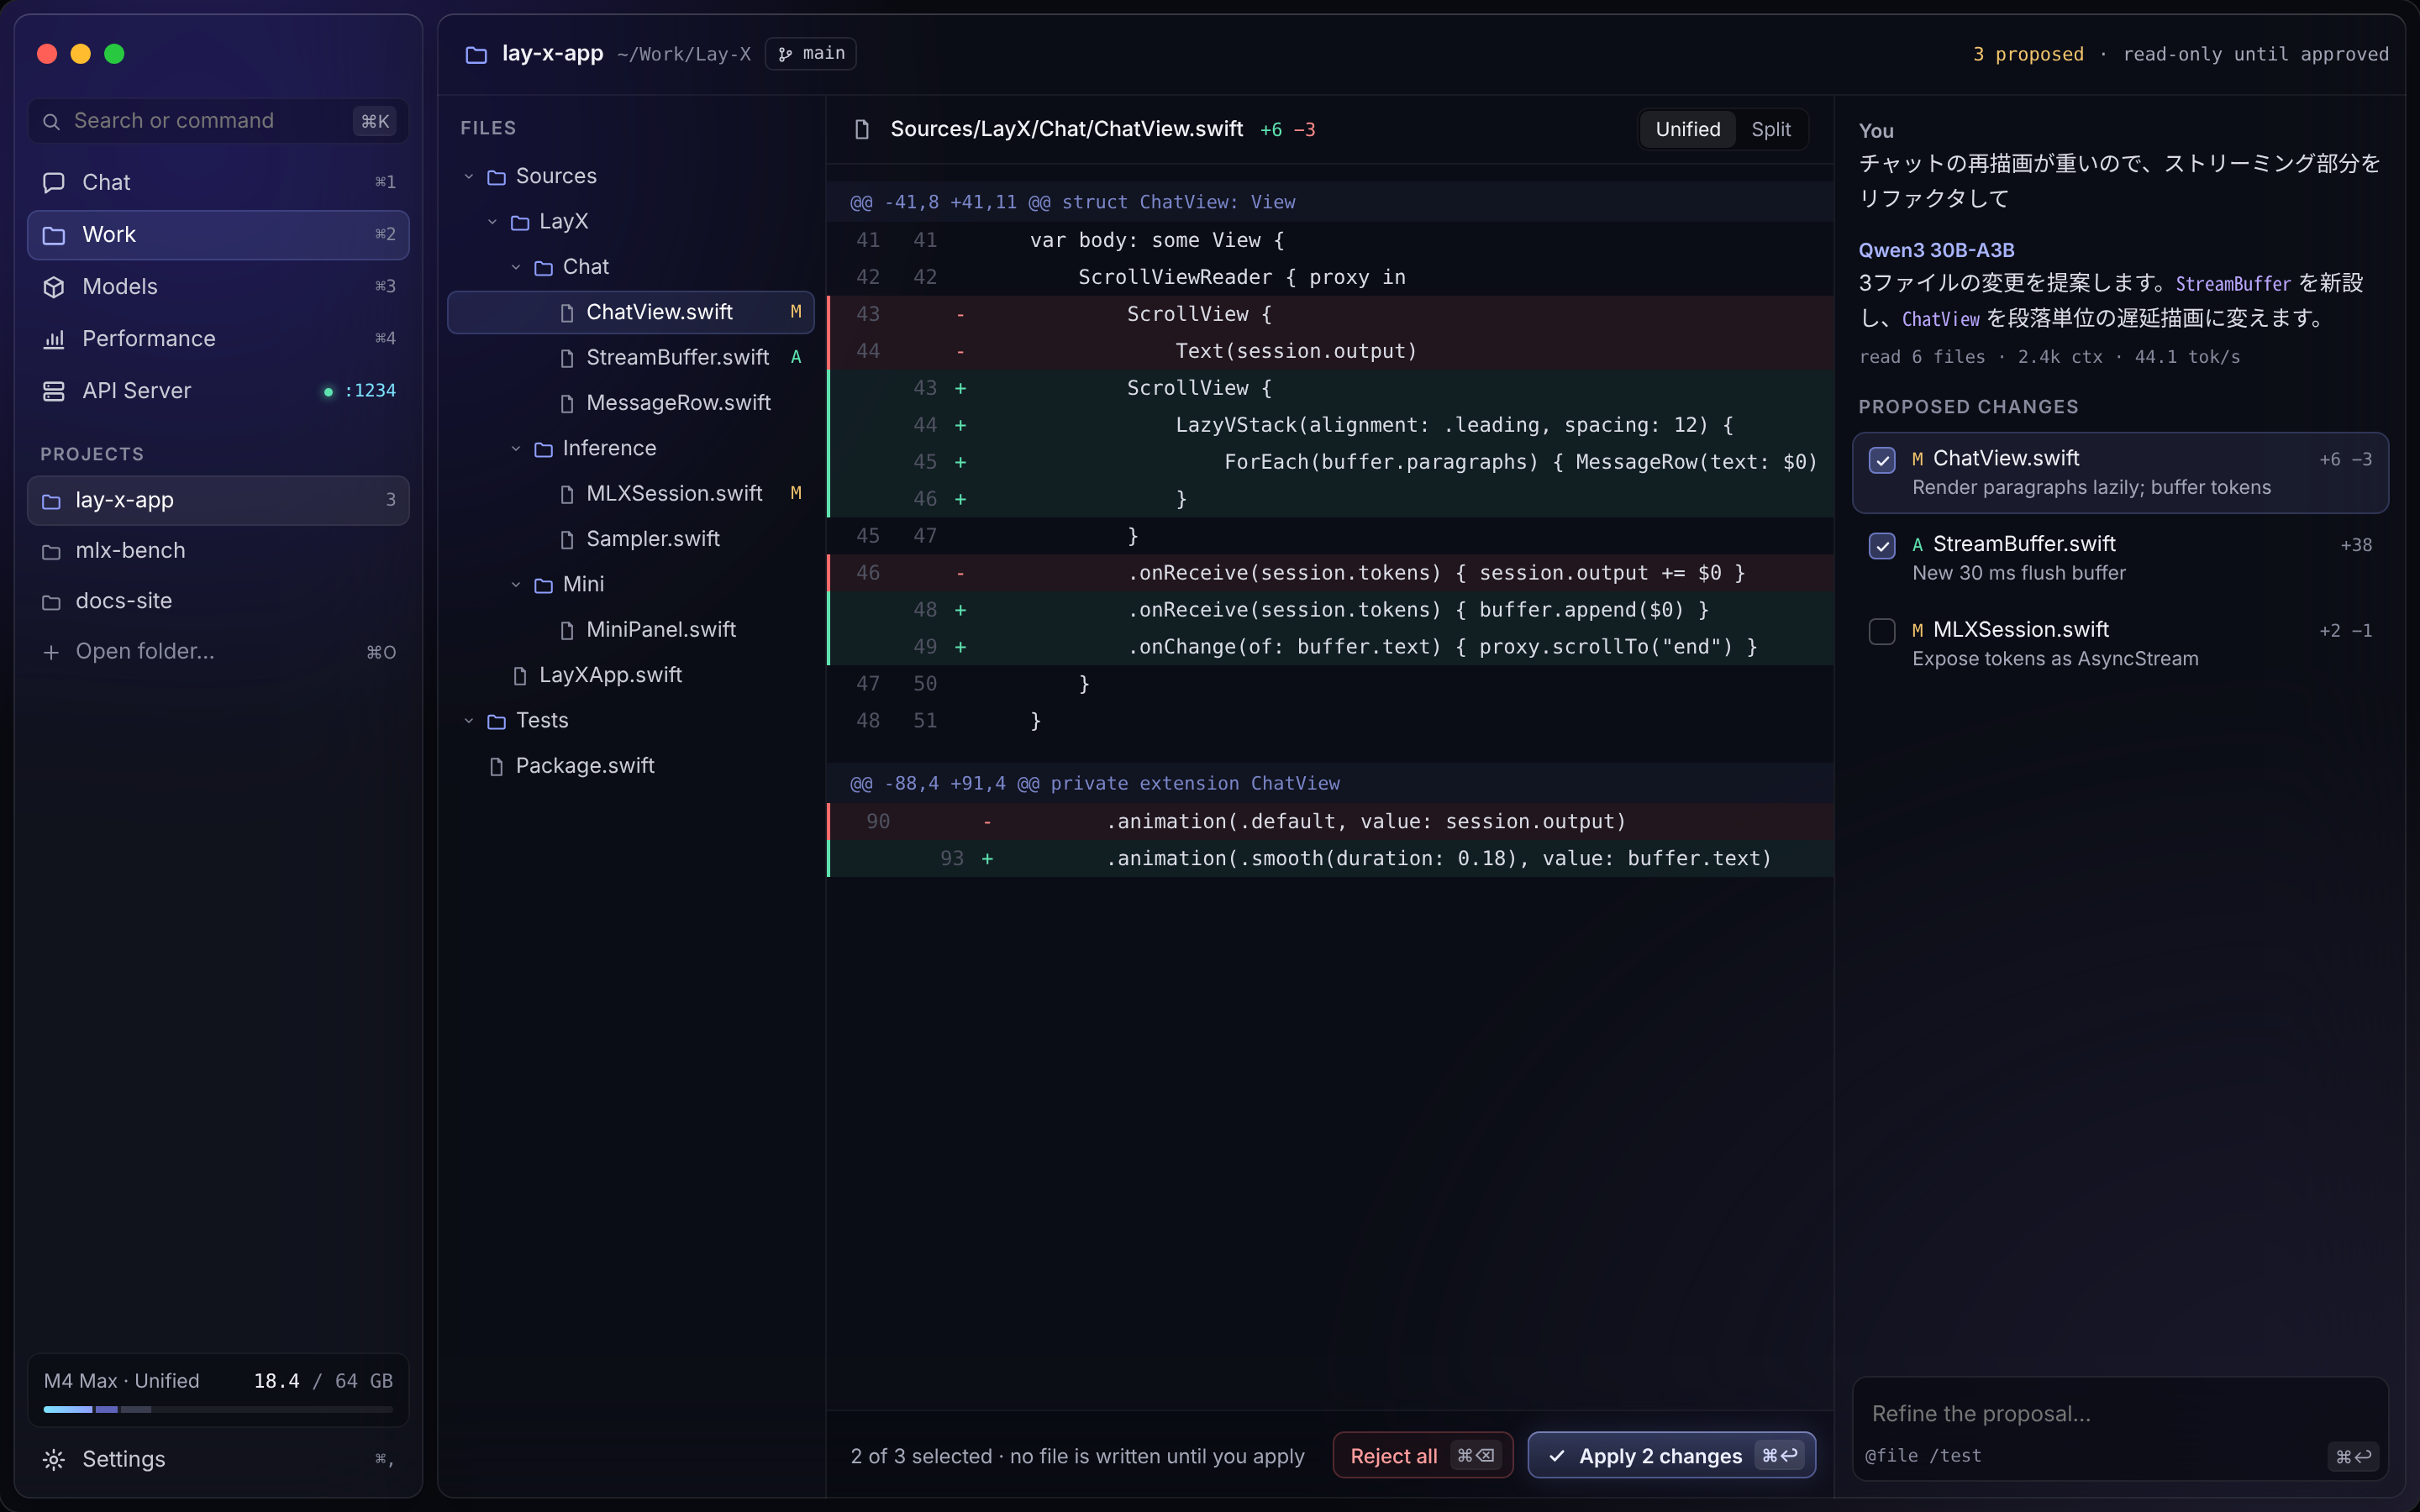 Search or command ⌘K
Chat ⌘1
Work ⌘2
Models ⌘3
Performance ⌘4
API Server :1234
PROJECTS
lay-x-app 3
mlx-bench
docs-site
Open folder... ⌘O
M4 Max · Unified 18.4 / 64 GB
Settings ⌘,
lay-x-app ~/Work/Lay-X main
3 proposed · read-only until approved
FILES
Sources
LayX
Chat
ChatView.swift M
StreamBuffer.swift A
MessageRow.swift
Inference
MLXSession.swift M
Sampler.swift
Mini
MiniPanel.swift
LayXApp.swift
Tests
Package.swift
Sources/LayX/Chat/ChatView.swift +6 −3
Unified Split
@@ -41,8 +41,11 @@ struct ChatView: View
41 41 var body: some View {
42 42 ScrollViewReader { proxy in
43 - ScrollView {
44 - Text(session.output)
43 + ScrollView {
44 + LazyVStack(alignment: .leading, spacing: 12) {
45 + ForEach(buffer.paragraphs) { MessageRow(text: $0)
46 + }
45 47 }
46 - .onReceive(session.tokens) { session.output += $0 }
48 + .onReceive(session.tokens) { buffer.append($0) }
49 + .onChange(of: buffer.text) { proxy.scrollTo("end") }
47 50 }
48 51 }
@@ -88,4 +91,4 @@ private extension ChatView
90 - .animation(.default, value: session.output)
93 + .animation(.smooth(duration: 0.18), value: buffer.text)
2 of 3 selected · no file is written until you apply
Reject all ⌘⌫
Apply 2 changes ⌘↩
You
チャットの再描画が重いので、ストリーミング部分を
リファクタして
Qwen3 30B-A3B
3ファイルの変更を提案します。StreamBuffer を新設
し、ChatView を段落単位の遅延描画に変えます。
read 6 files · 2.4k ctx · 44.1 tok/s
PROPOSED CHANGES
M ChatView.swift +6 −3
Render paragraphs lazily; buffer tokens
A StreamBuffer.swift +38
New 30 ms flush buffer
M MLXSession.swift +2 −1
Expose tokens as AsyncStream
Refine the proposal...
@file /test ⌘↩